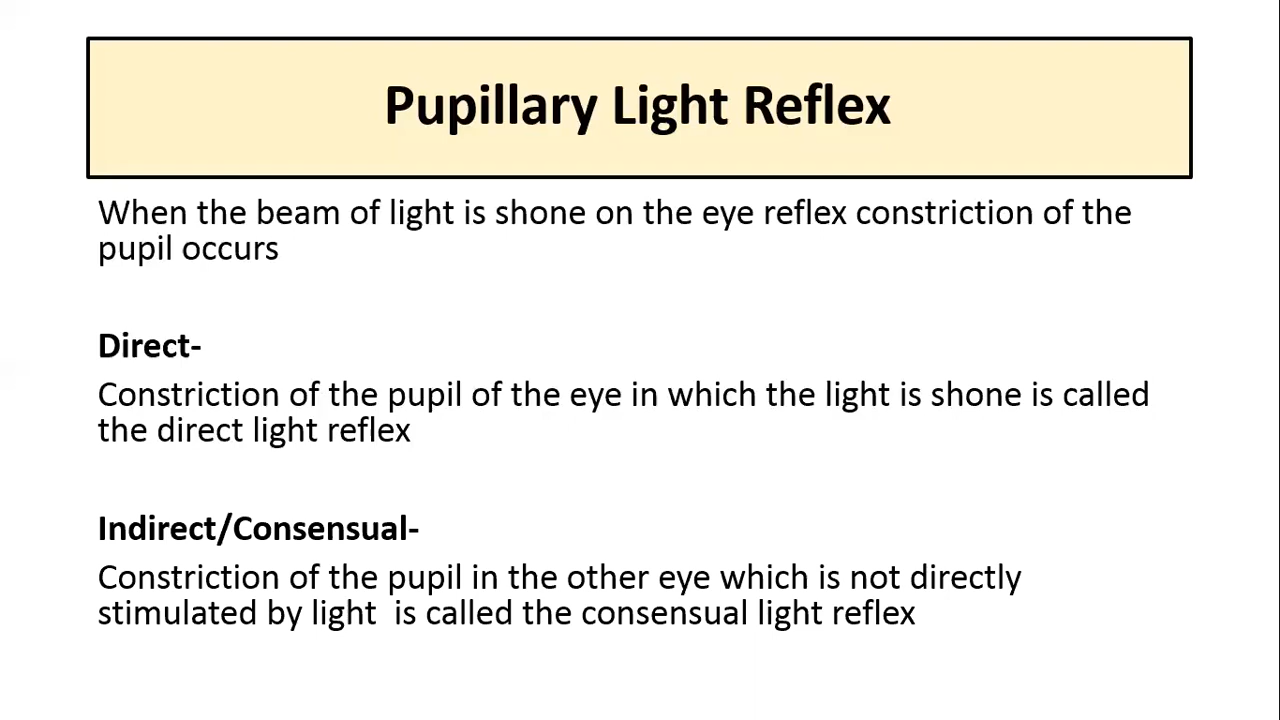 Pupillary Light Reflex
When the beam of light is shone on the eye reflex constriction of the
pupil occurs
Direct-
Constriction of the pupil of the eye in which the light is shone is called
the direct light reflex
Indirect/Consensual-
Constriction of the pupil in the other eye which is not directly
stimulated by light  is called the consensual light reflex